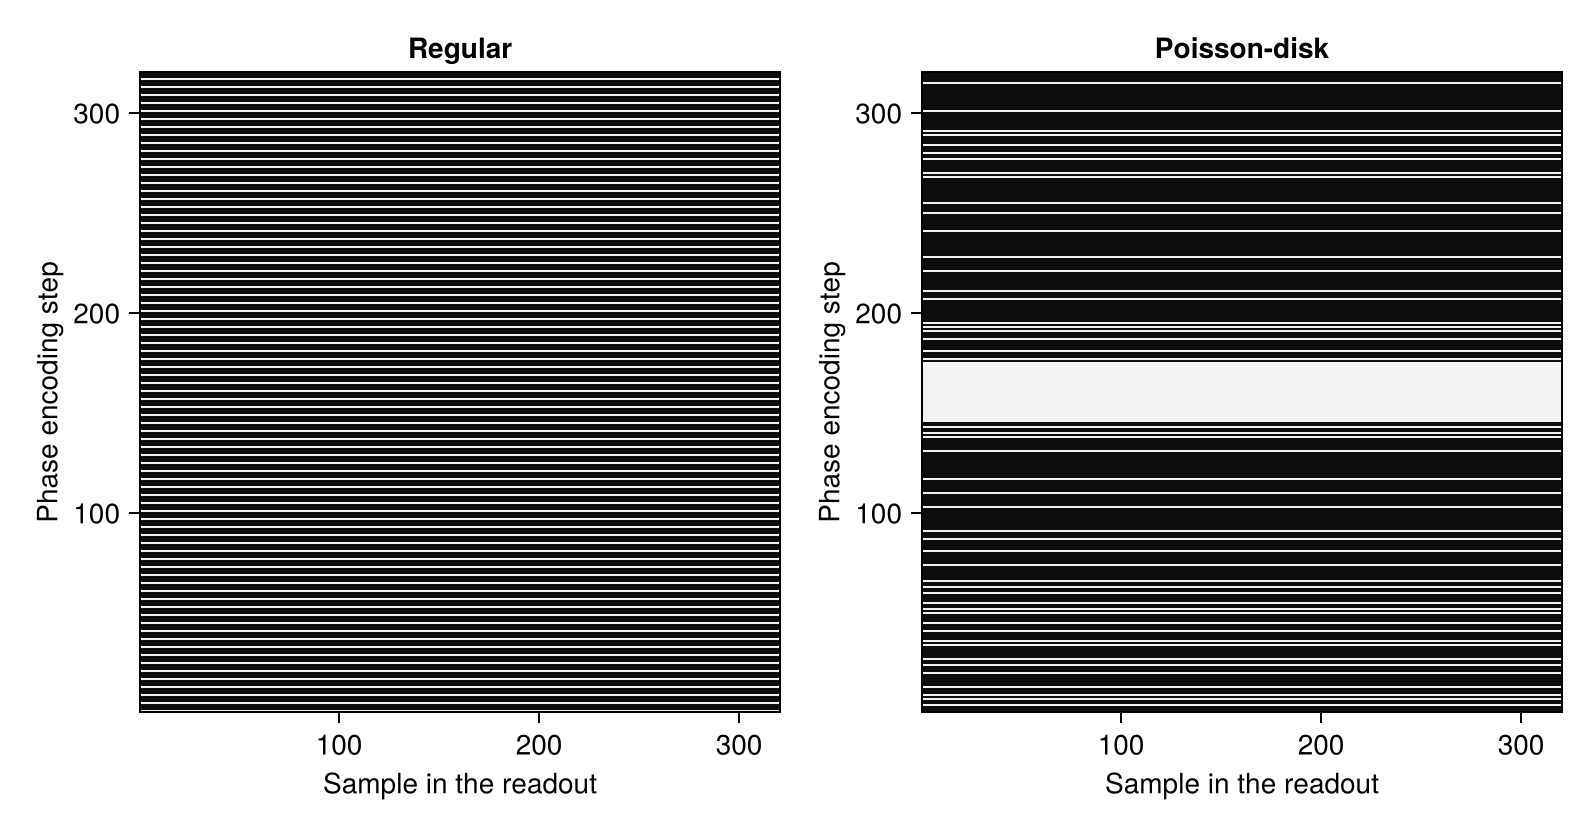 Regular
Phase encoding step
300
200
100
100 200 300
Sample in the readout
Poisson-disk
Phase encoding step
300
200
100
100 200 300
Sample in the readout